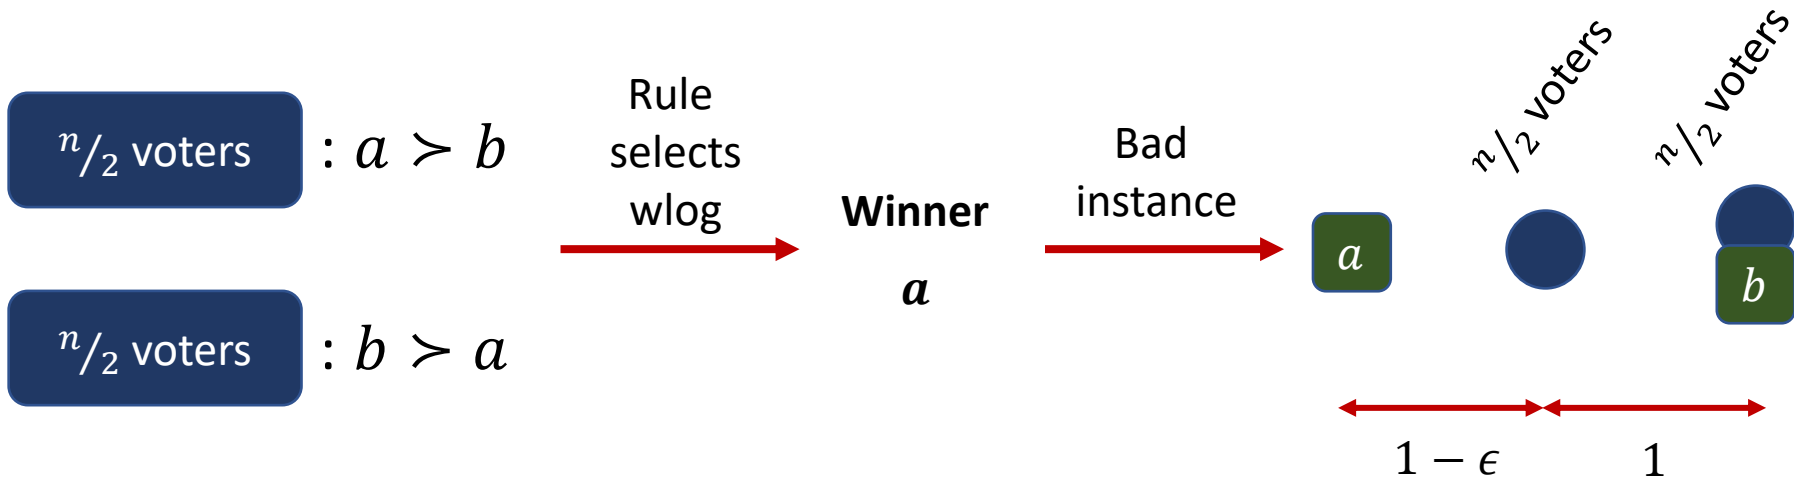 n/2 voters : a ≻ b
n/2 voters : b ≻ a
Rule
selects
wlog
Winner
a
Bad
instance
a
n/2 voters
n/2 voters
b
1 − ϵ
1